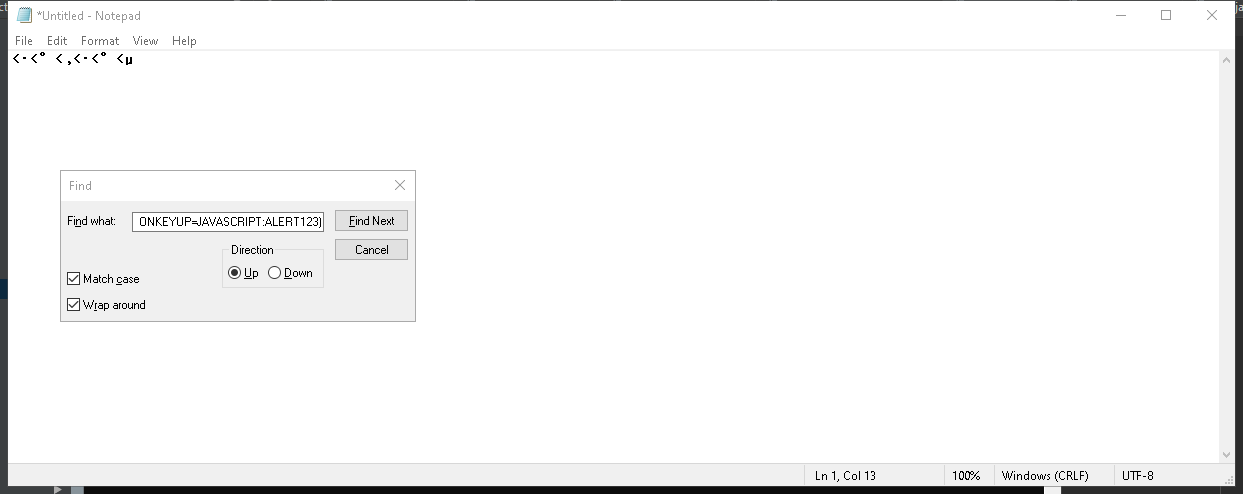 *Untitled - Notepad
File Edit Format View Help
<·<° <,<·<° <µ
Find
Find what: ONKEYUP=JAVASCRIPT:ALERT123) Find Next
Direction Cancel
Up Down
Match case
Wrap around
Ln 1, Col 13 100% Windows (CRLF) UTF-8